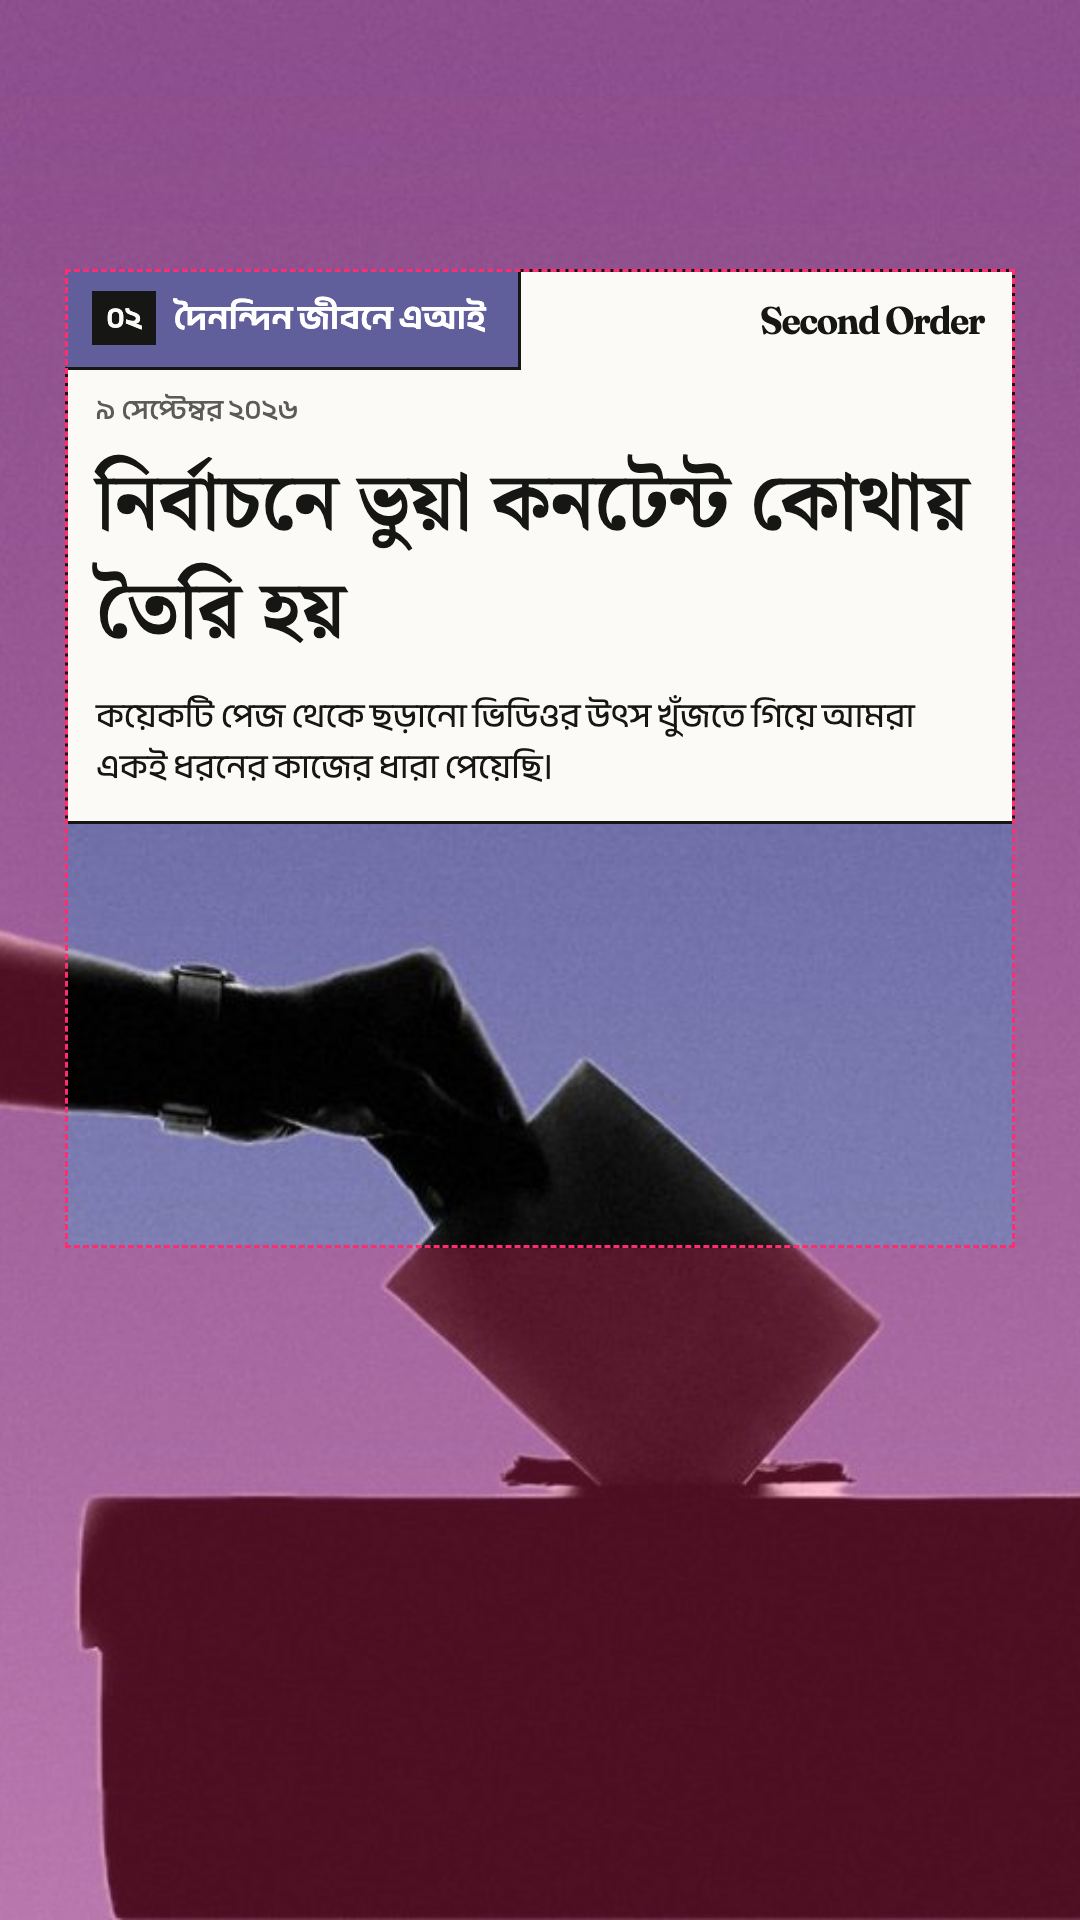 ০২ দৈনন্দিন জীবনে এআই
Second Order
৯ সেপ্টেম্বর ২০২৬
নির্বাচনে ভুয়া কনটেন্ট কোথায়
তৈরি হয়
কয়েকটি পেজ থেকে ছড়ানো ভিডিওর উৎস খুঁজতে গিয়ে আমরা
একই ধরনের কাজের ধারা পেয়েছি।